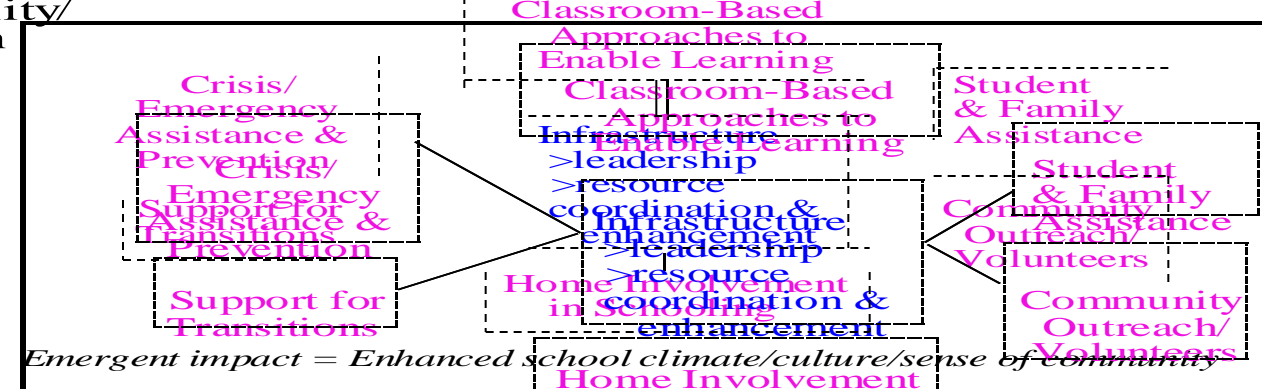 ity/
Classroom-Based
Approaches to
Enable Learning
Classroom-Based
Approaches to
Enable Learning
Crisis/
Emergency
Assistance &
Prevention
Crisis/
Emergency
Assistance &
Prevention
Student
& Family
Assistance
Student
& Family
Assistance
Infrastructure
>leadership
>resource
coordination &
enhancement
Infrastructure
>leadership
>resource
coordination &
enhancement
Support for
Transitions
Support for
Transitions
Community
Outreach/
Volunteers
Community
Outreach/
Volunteers
Home Involvement
in Schooling
Emergent impact = Enhanced school climate/culture/sense of community
Home Involvement